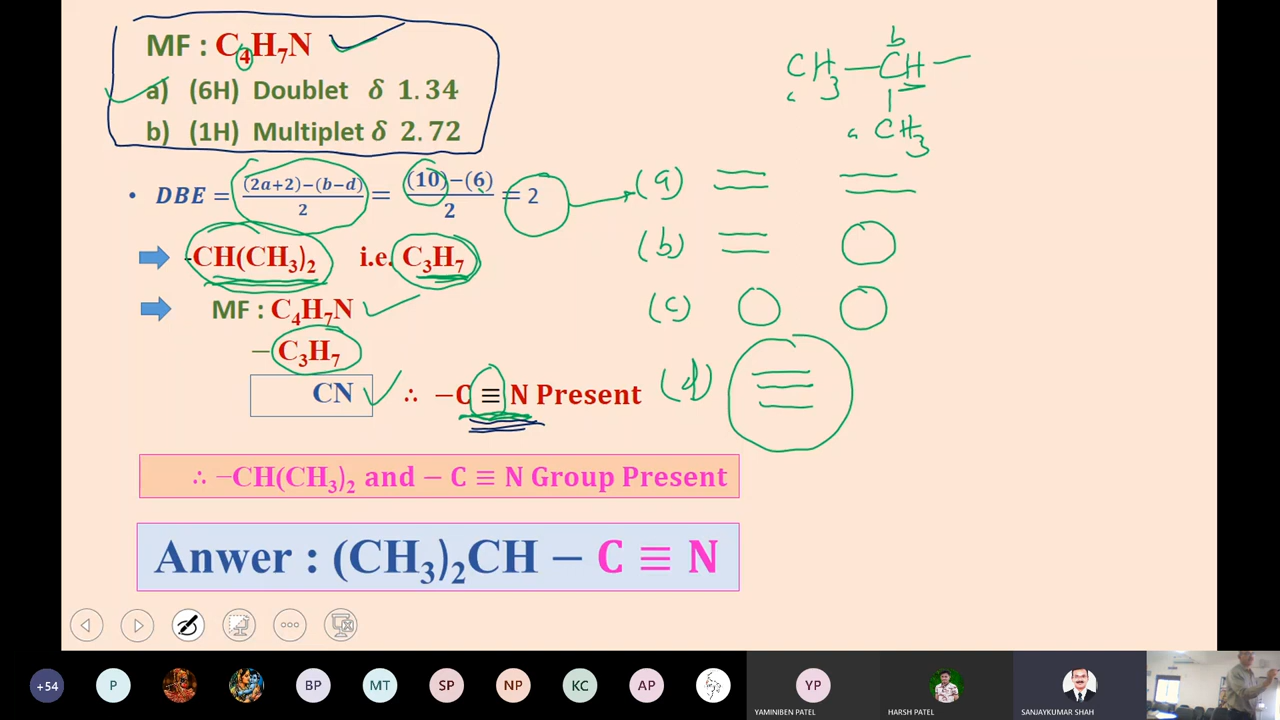 MF : C₄H₇N
a) (6H) Doublet δ 1.34
b) (1H) Multiplet δ 2.72
b
CH₃—CH—
a
|
a CH₃
• DBE = ((2a+2)−(b−d))/2 = ((10)−(6))/2 = 2
(a)
(b)
(c)
(d)
-CH(CH₃)₂ i.e. C₃H₇
MF : C₄H₇N
− C₃H₇
CN ∴ −C ≡ N Present
∴ −CH(CH₃)₂ and − C ≡ N Group Present
Anwer : (CH₃)₂CH − C ≡ N
+54 P BP MT SP NP KC AP YP
YAMINIBEN PATEL HARSH PATEL SANJAYKUMAR SHAH